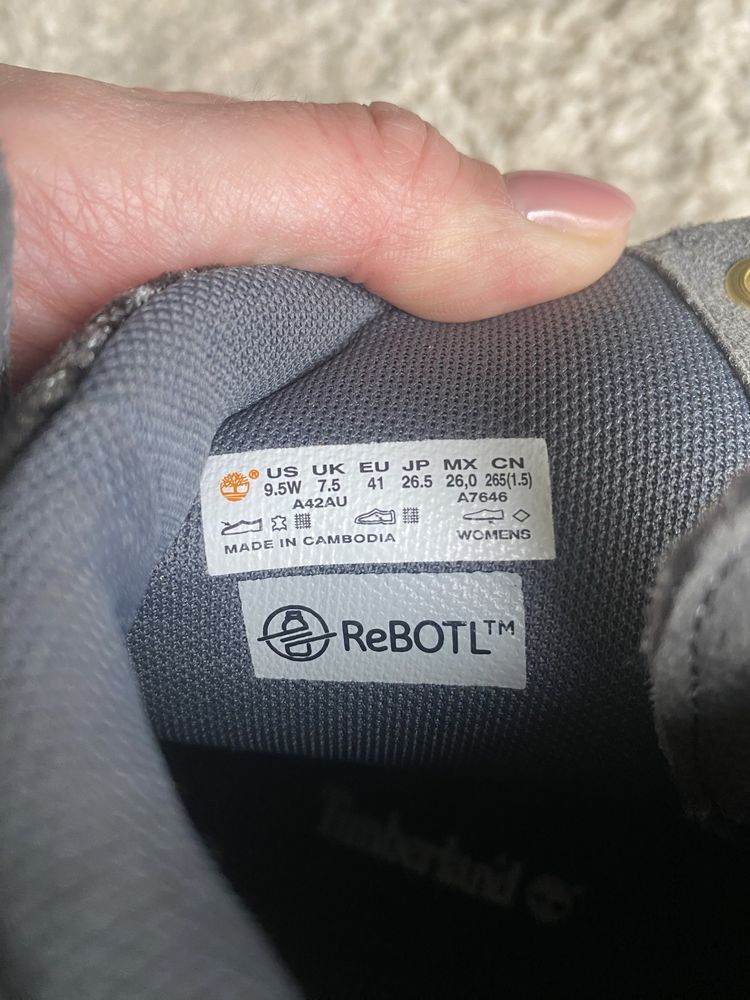 ® US UK EU JP MX CN
9.5W 7.5 41 26.5 26,0 265(1.5)
A42AU A7646
MADE IN CAMBODIA WOMENS
ReBOTL™
Timberland